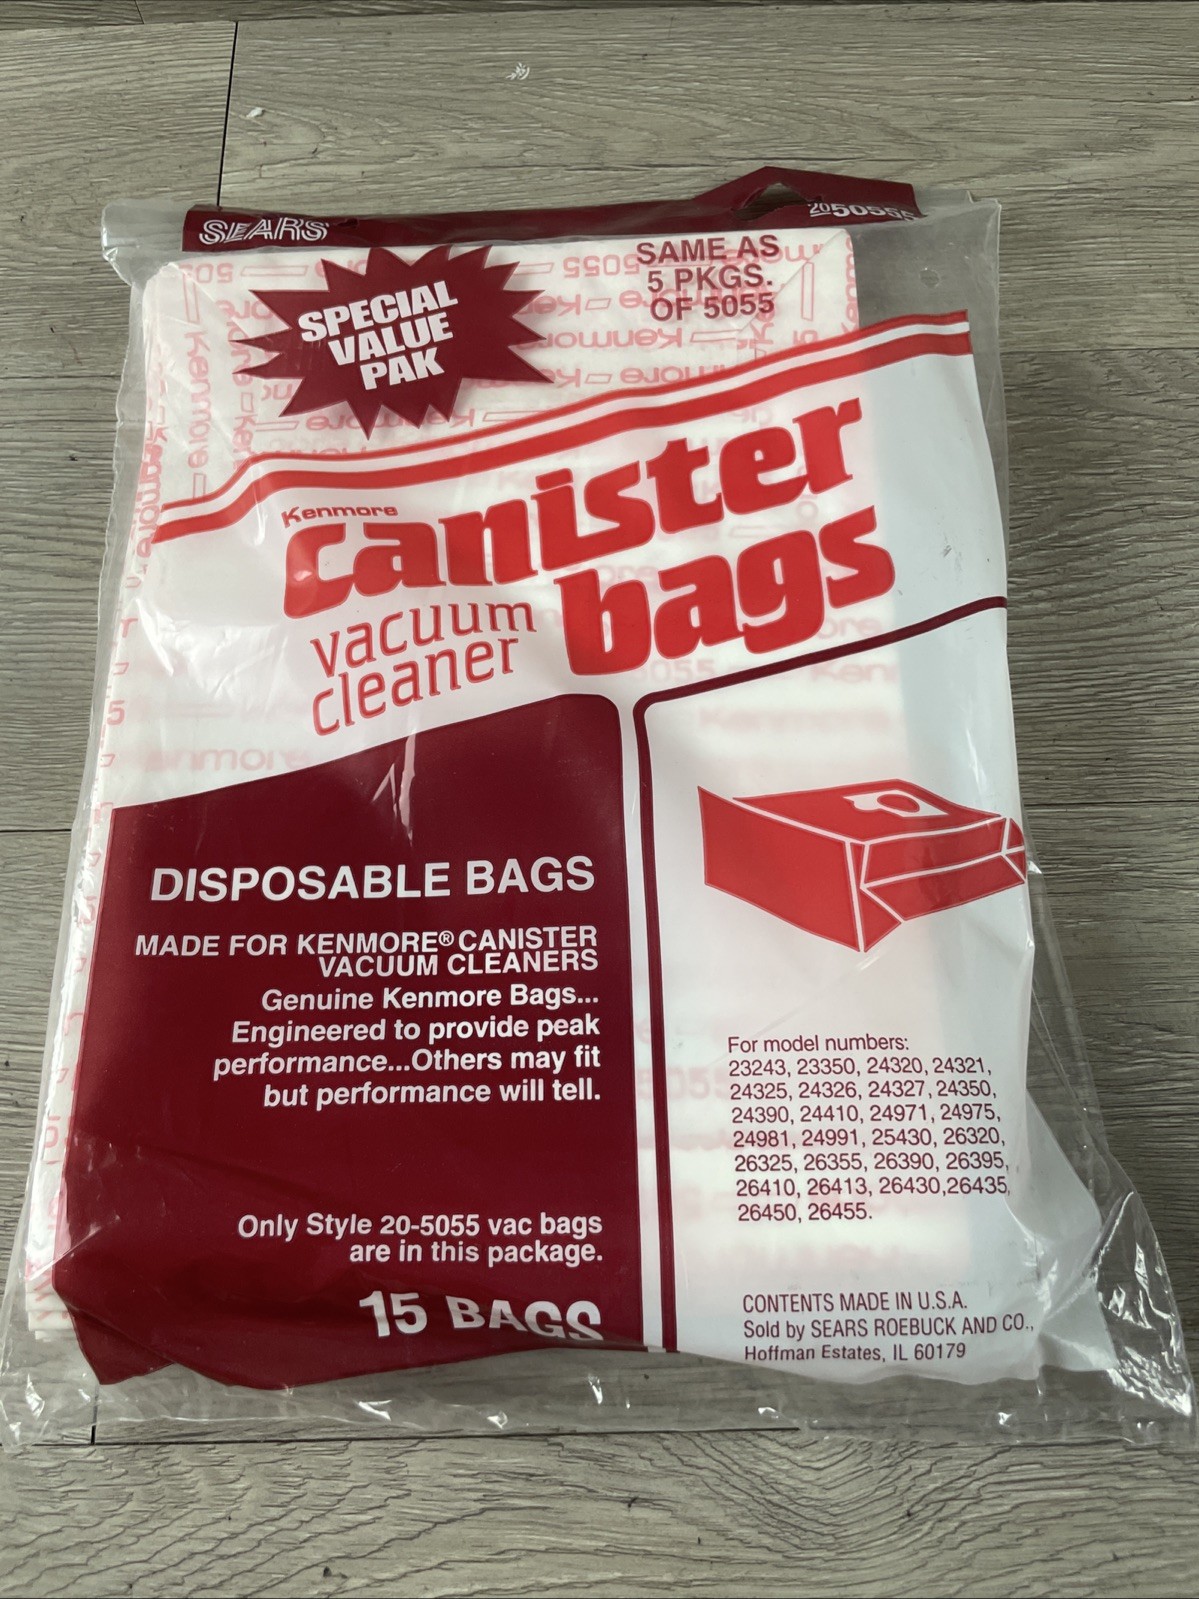 SEARS
SPECIAL
VALUE
PAK
SAME AS
5 PKGS.
OF 5055
Kenmore
canister
vacuum
cleaner
bags
DISPOSABLE BAGS
MADE FOR KENMORE® CANISTER
VACUUM CLEANERS
Genuine Kenmore Bags...
Engineered to provide peak
performance...Others may fit
but performance will tell.
Only Style 20-5055 vac bags
are in this package.
15 BAGS
For model numbers:
23243, 23350, 24320, 24321,
24325, 24326, 24327, 24350,
24390, 24410, 24971, 24975,
24981, 24991, 25430, 26320,
26325, 26355, 26390, 26395,
26410, 26413, 26430,26435,
26450, 26455.
CONTENTS MADE IN U.S.A.
Sold by SEARS ROEBUCK AND CO.,
Hoffman Estates, IL 60179